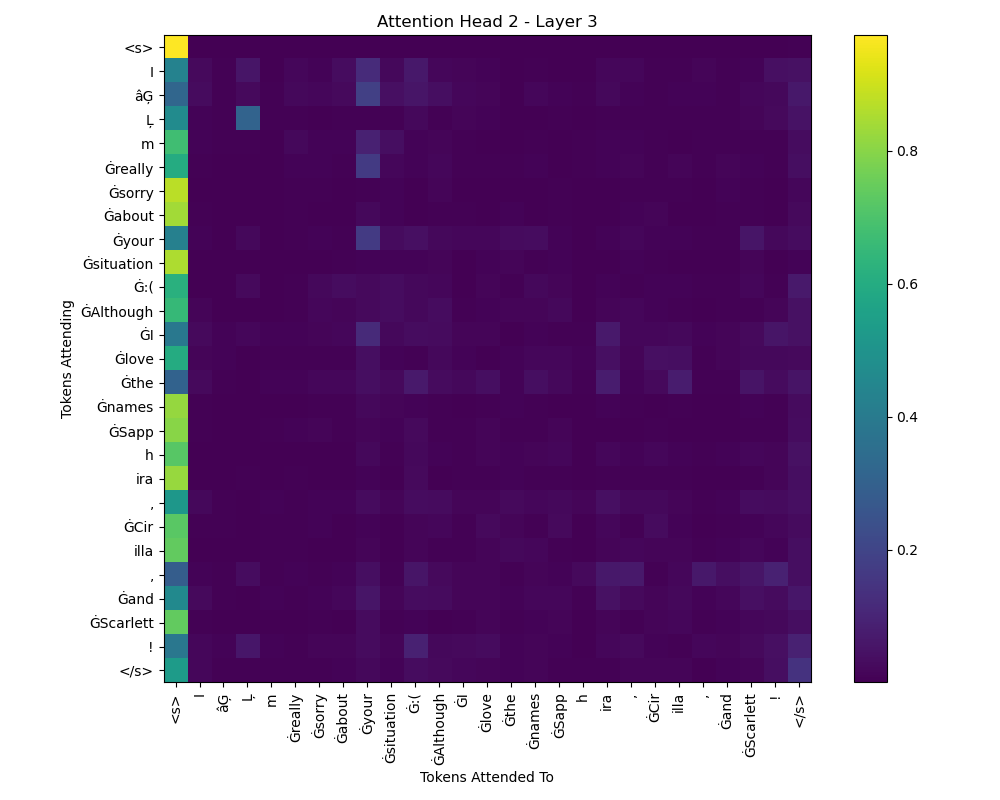 Attention Head 2 - Layer 3
<s>
I
âĢ
Ļ
m
Ġreally
Ġsorry
Ġabout
Ġyour
Ġsituation
Ġ:(
ĠAlthough
ĠI
Ġlove
Ġthe
Ġnames
ĠSapp
h
ira
,
ĠCir
illa
,
Ġand
ĠScarlett
!
</s>
Tokens Attending
<s>
I
âĢ
Ļ
m
Ġreally
Ġsorry
Ġabout
Ġyour
Ġsituation
Ġ:(
ĠAlthough
ĠI
Ġlove
Ġthe
Ġnames
ĠSapp
h
ira
,
ĠCir
illa
,
Ġand
ĠScarlett
!
</s>
Tokens Attended To
0.8
0.6
0.4
0.2